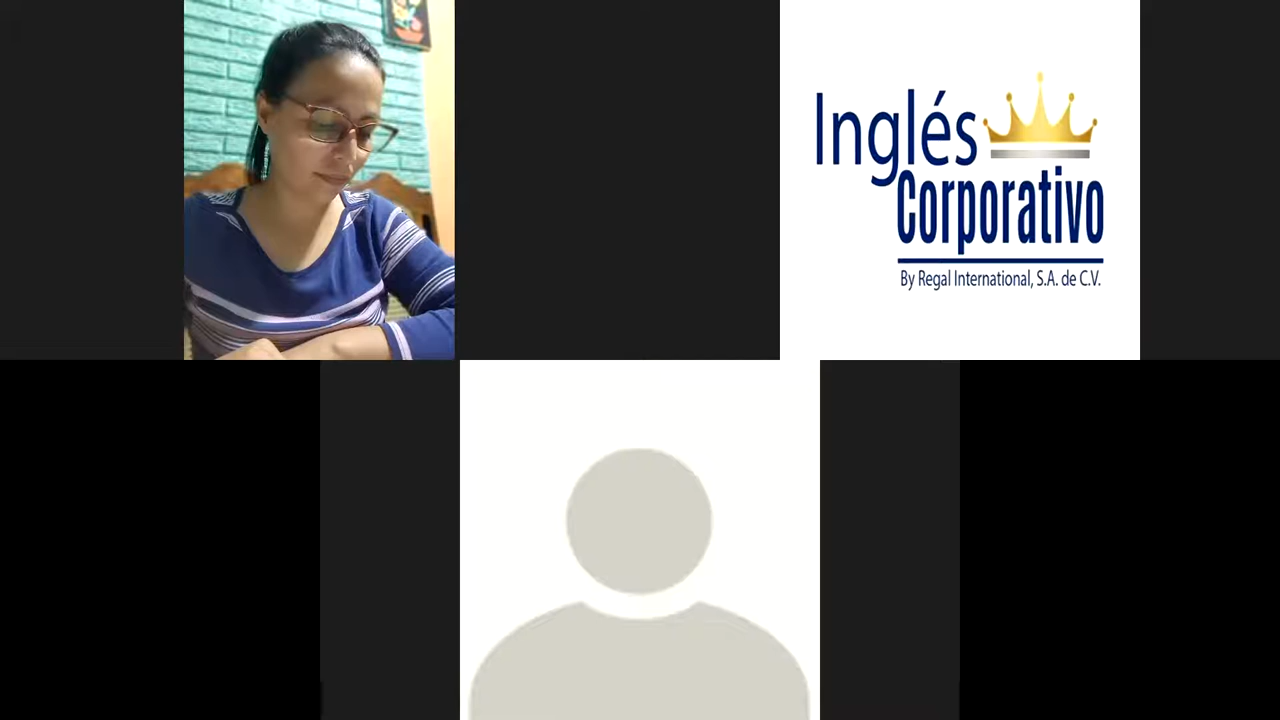 Inglés
Corporativo
By Regal International, S.A. de C.V.